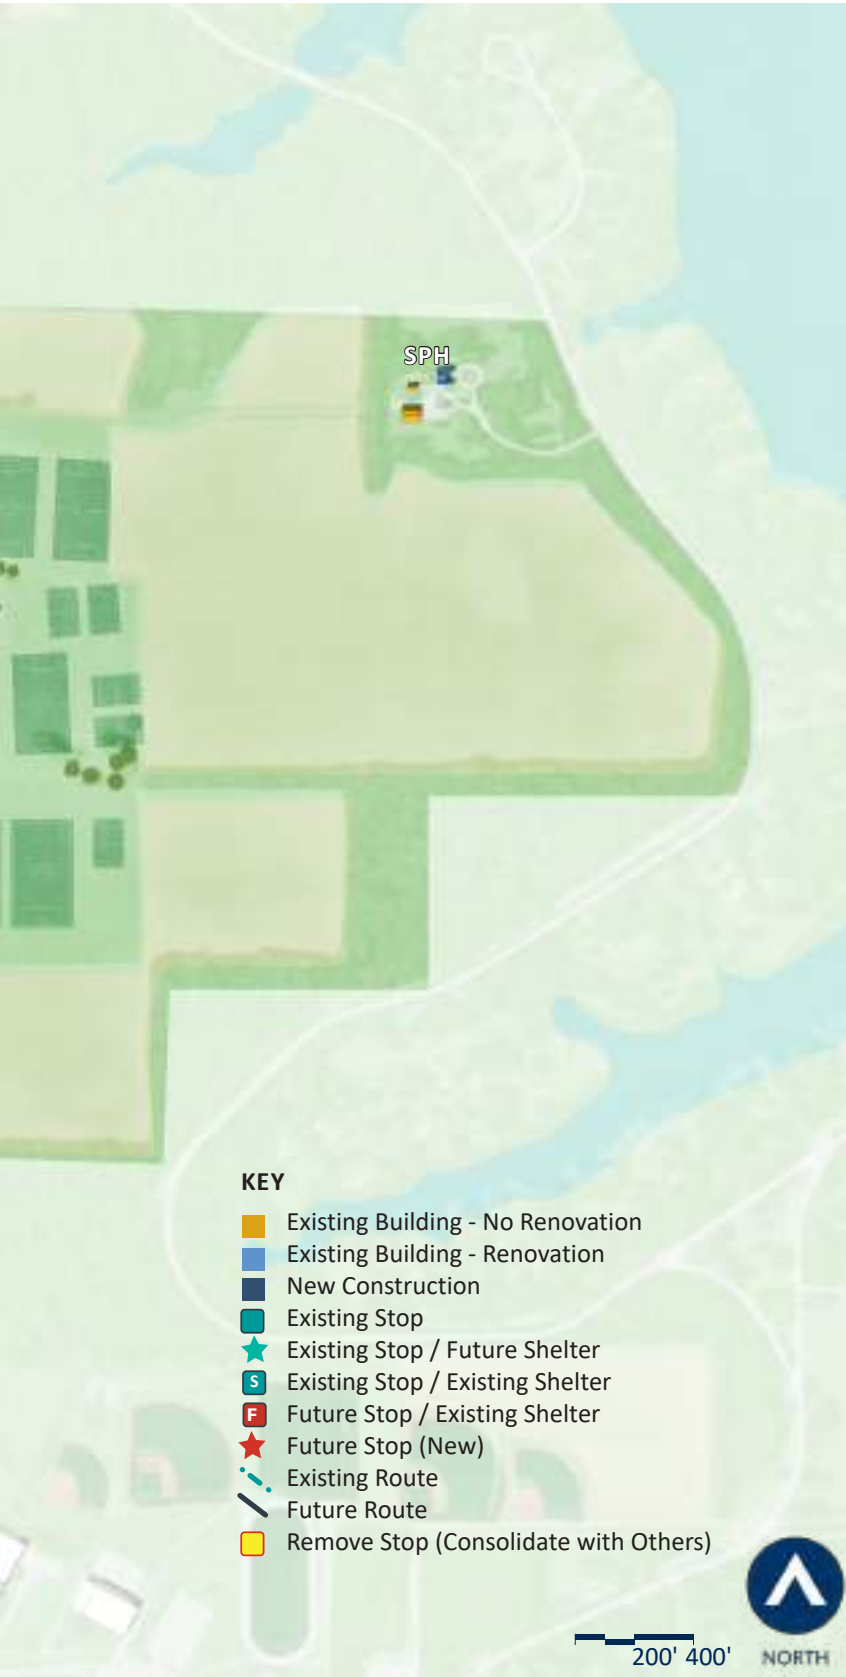 SPH
KEY
Existing Building - No Renovation
Existing Building - Renovation
New Construction
Existing Stop
Existing Stop / Future Shelter
S Existing Stop / Existing Shelter
F Future Stop / Existing Shelter
Future Stop (New)
Existing Route
Future Route
Remove Stop (Consolidate with Others)
200' 400'
NORTH